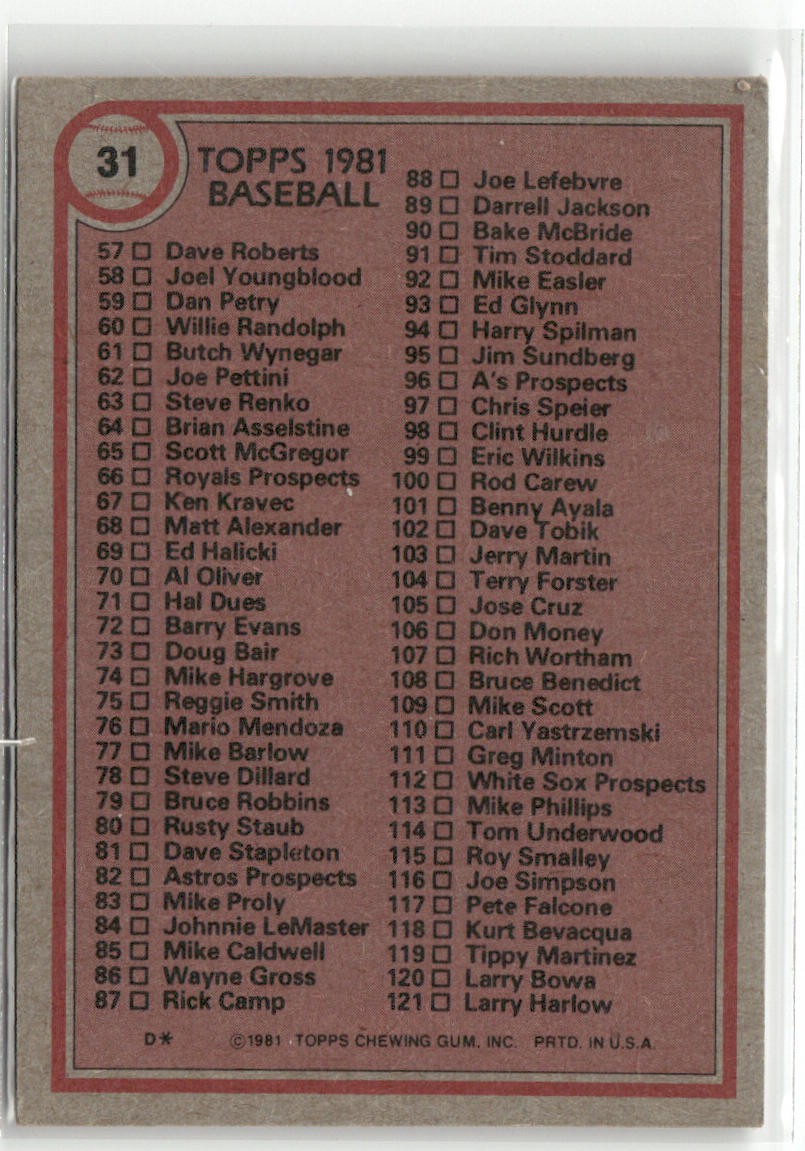 31
TOPPS 1981
BASEBALL
57 Dave Roberts
58 Joel Youngblood
59 Dan Petry
60 Willie Randolph
61 Butch Wynegar
62 Joe Pettini
63 Steve Renko
64 Brian Asselstine
65 Scott McGregor
66 Royals Prospects
67 Ken Kravec
68 Matt Alexander
69 Ed Halicki
70 Al Oliver
71 Hal Dues
72 Barry Evans
73 Doug Bair
74 Mike Hargrove
75 Reggie Smith
76 Mario Mendoza
77 Mike Barlow
78 Steve Dillard
79 Bruce Robbins
80 Rusty Staub
81 Dave Stapleton
82 Astros Prospects
83 Mike Proly
84 Johnnie LeMaster
85 Mike Caldwell
86 Wayne Gross
87 Rick Camp
88 Joe Lefebvre
89 Darrell Jackson
90 Bake McBride
91 Tim Stoddard
92 Mike Easler
93 Ed Glynn
94 Harry Spilman
95 Jim Sundberg
96 A's Prospects
97 Chris Speier
98 Clint Hurdle
99 Eric Wilkins
100 Rod Carew
101 Benny Ayala
102 Dave Tobik
103 Jerry Martin
104 Terry Forster
105 Jose Cruz
106 Don Money
107 Rich Wortham
108 Bruce Benedict
109 Mike Scott
110 Carl Yastrzemski
111 Greg Minton
112 White Sox Prospects
113 Mike Phillips
114 Tom Underwood
115 Roy Smalley
116 Joe Simpson
117 Pete Falcone
118 Kurt Bevacqua
119 Tippy Martinez
120 Larry Bowa
121 Larry Harlow
D* ©1981 TOPPS CHEWING GUM, INC. PRTD. IN U.S.A.